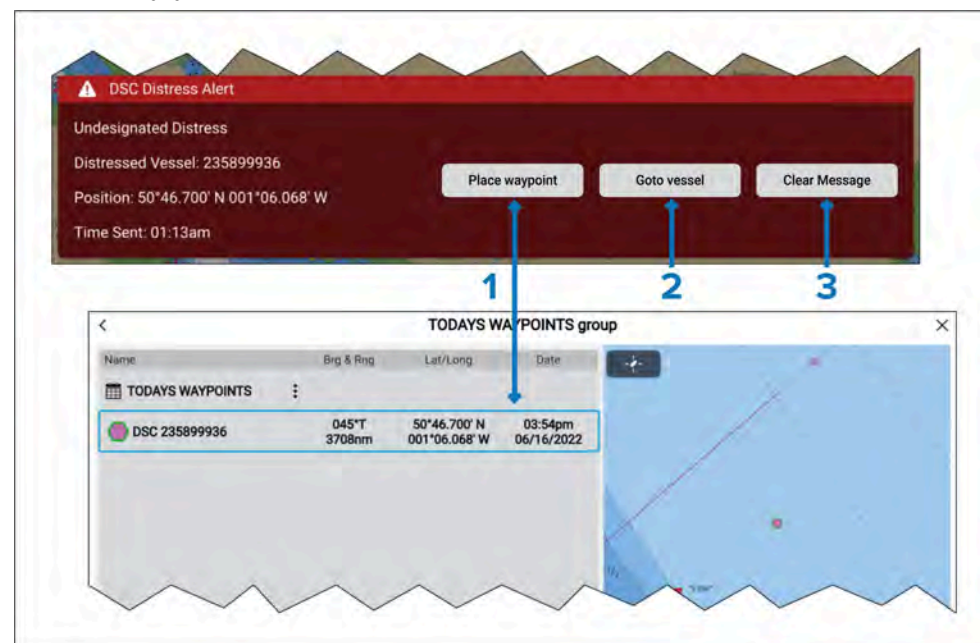 DSC Distress Alert
Undesignated Distress
Distressed Vessel: 235899936
Position: 50°46.700' N 001°06.068' W
Time Sent: 01:13am
Place waypoint
Goto vessel
Clear Message
1
2
3
TODAYS WAYPOINTS group
Name Brg & Rng Lat/Long Date
TODAYS WAYPOINTS
DSC 235899936
045°T
3708nm
50°46.700' N
001°06.068' W
03:54pm
06/16/2022